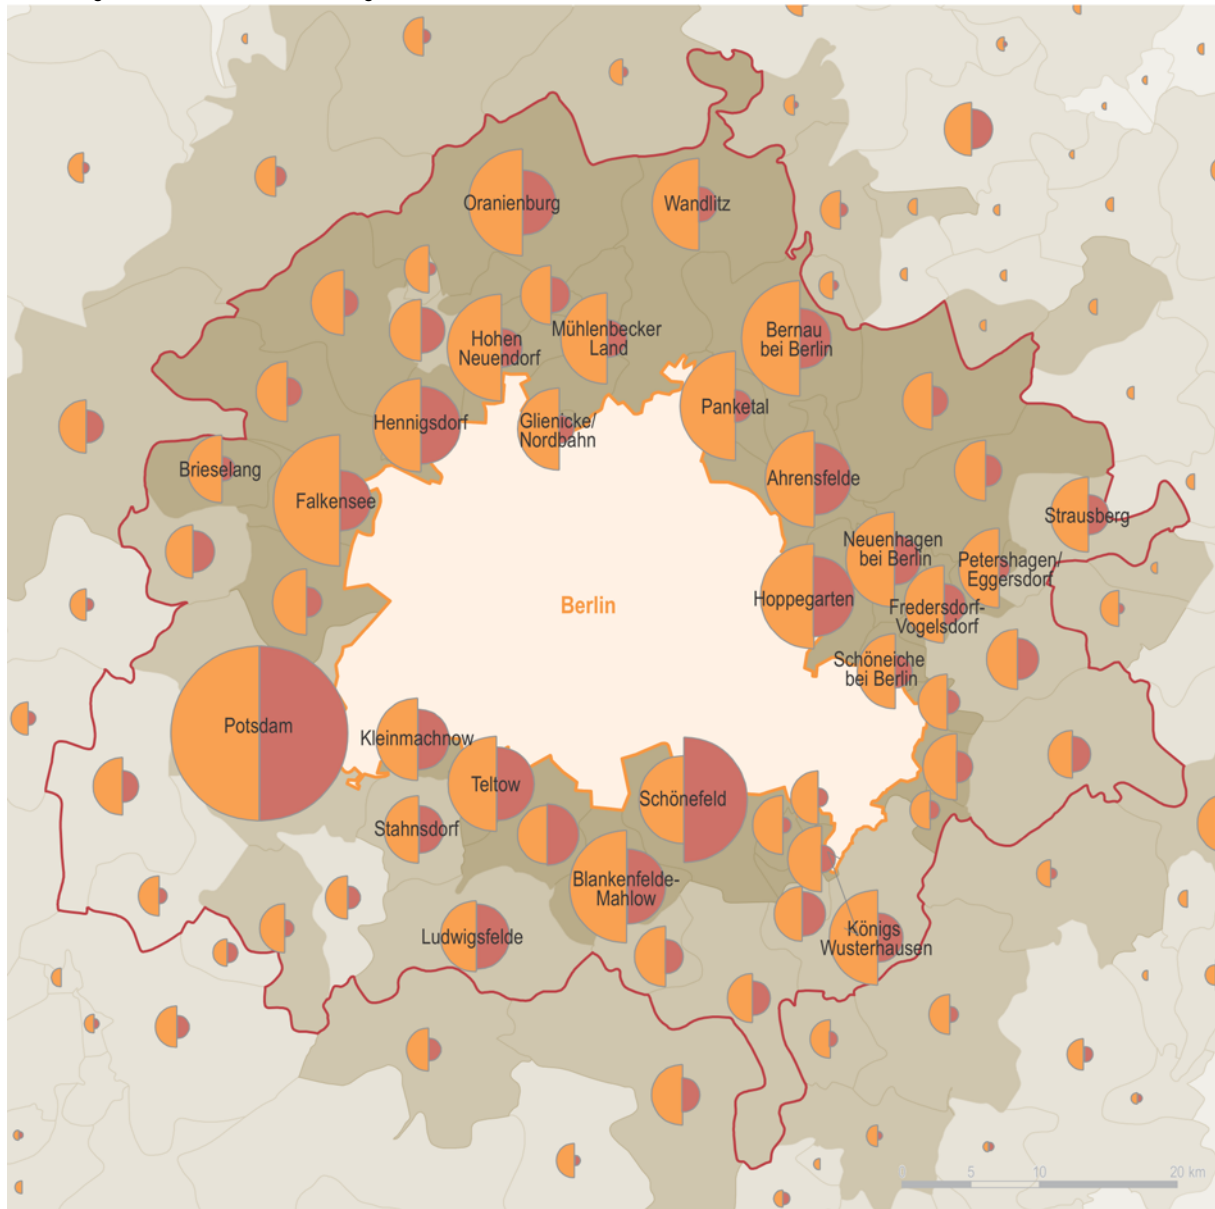 Oranienburg
Wandlitz
Hohen
Neuendorf
Mühlenbecker
Land
Bernau
bei Berlin
Hennigsdorf
Glienicke/
Nordbahn
Panketal
Brieselang
Falkensee
Ahrensfelde
Strausberg
Neuenhagen
bei Berlin
Petershagen/
Eggersdorf
Hoppegarten
Fredersdorf-
Vogelsdorf
Berlin
Schöneiche
bei Berlin
Potsdam
Kleinmachnow
Teltow
Schönefeld
Stahnsdorf
Blankenfelde-
Mahlow
Ludwigsfelde
Königs
Wusterhausen
0 5 10 20 km